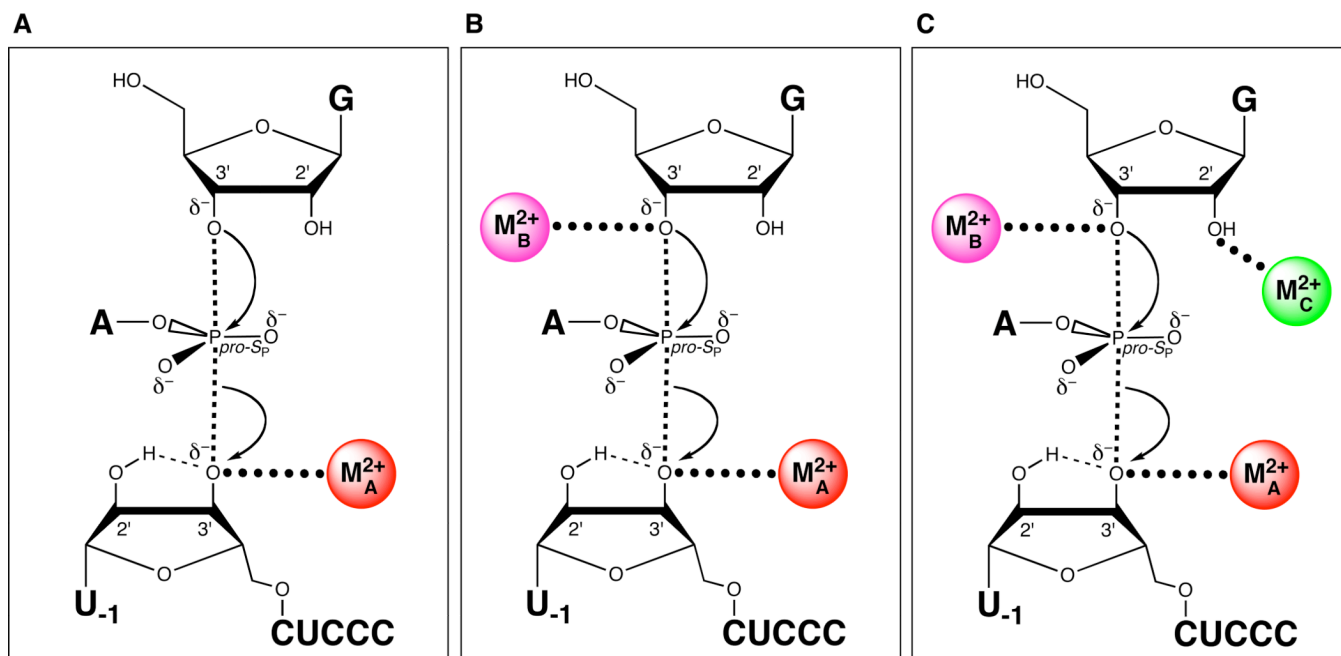 A
HO
G
O
3'
2'
δ−
O
OH
A
O
P
δ−
O
pro-SP
O
δ−
H
δ−
O
O
M2+A
2'
3'
O
O
U-1
CUCCC
B
HO
G
O
3'
2'
δ−
M2+B
O
OH
A
O
P
δ−
O
pro-SP
O
δ−
H
δ−
O
O
M2+A
2'
3'
O
O
U-1
CUCCC
C
HO
G
O
3'
2'
δ−
M2+B
O
OH
M2+C
A
O
P
δ−
O
pro-SP
O
δ−
H
δ−
O
O
M2+A
2'
3'
O
O
U-1
CUCCC